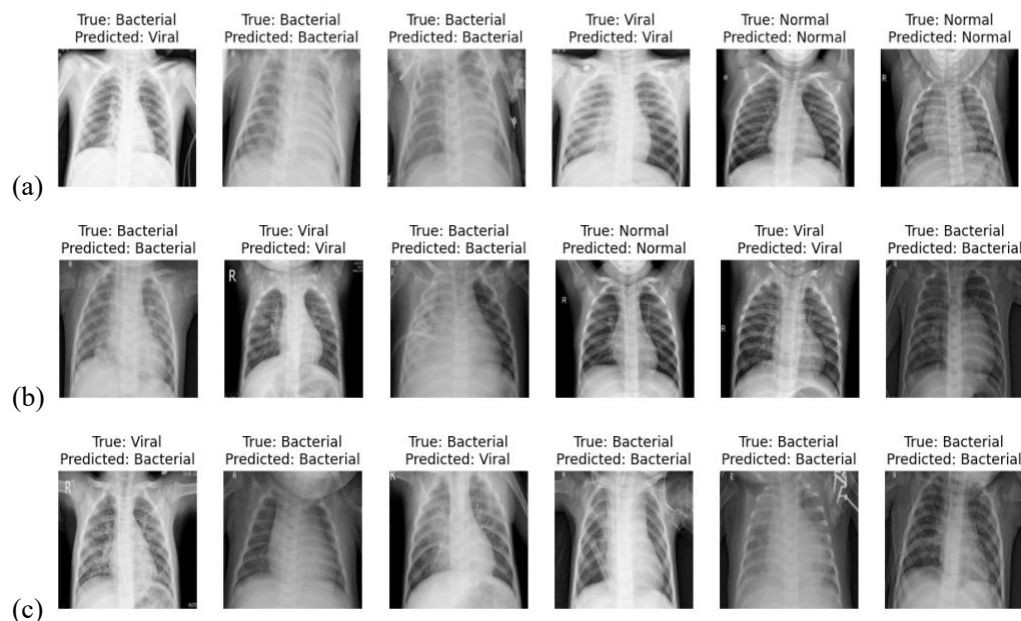 True: Bacterial True: Bacterial True: Bacterial True: Viral True: Normal True: Normal
Predicted: Viral Predicted: Bacterial Predicted: Bacterial Predicted: Viral Predicted: Normal Predicted: Normal
(a)
True: Bacterial True: Viral True: Bacterial True: Normal True: Viral True: Bacterial
Predicted: Bacterial Predicted: Viral Predicted: Bacterial Predicted: Normal Predicted: Viral Predicted: Bacterial
R R R R
(b)
True: Viral True: Bacterial True: Bacterial True: Bacterial True: Bacterial True: Bacterial
Predicted: Bacterial Predicted: Bacterial Predicted: Viral Predicted: Bacterial Predicted: Bacterial Predicted: Bacterial
R R R
(c)